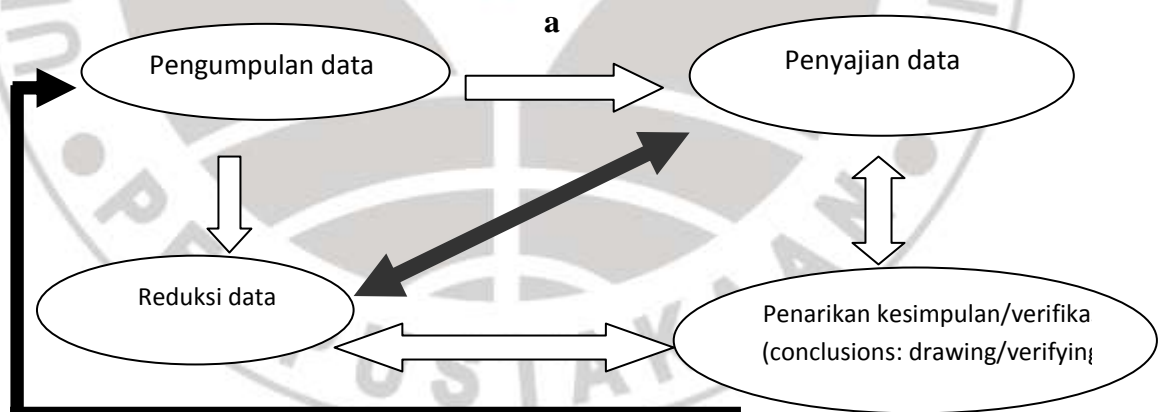 a
Pengumpulan data
Penyajian data
Reduksi data
Penarikan kesimpulan/verifika
(conclusions: drawing/verifying